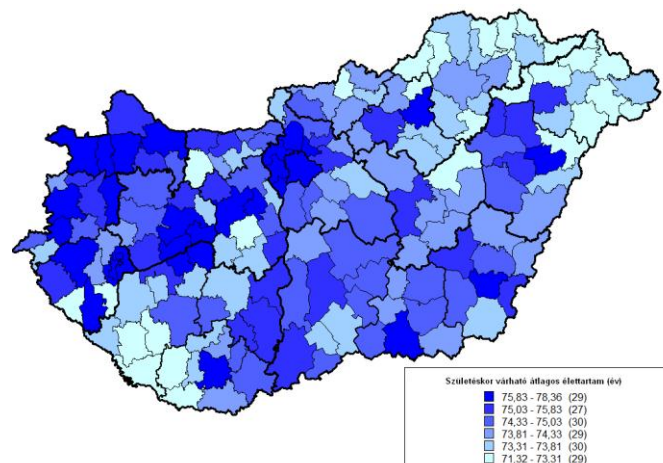 Születéskor várható átlagos élettartam (év)
75,83 - 78,36 (29)
75,03 - 75,83 (27)
74,33 - 75,03 (30)
73,81 - 74,33 (29)
73,31 - 73,81 (30)
71,32 - 73,31 (29)